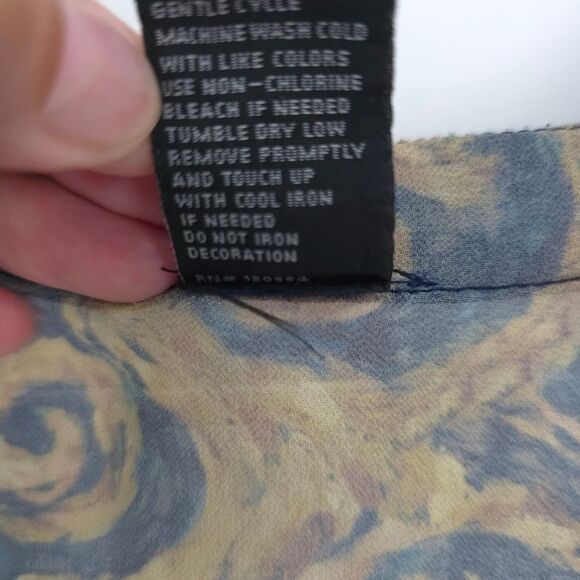 GENTLE CYCLE
MACHINE WASH COLD
WITH LIKE COLORS
USE NON-CHLORINE
BLEACH IF NEEDED
TUMBLE DRY LOW
REMOVE PROMPTLY
AND TOUCH UP
WITH COOL IRON
IF NEEDED
DO NOT IRON
DECORATION
RN#